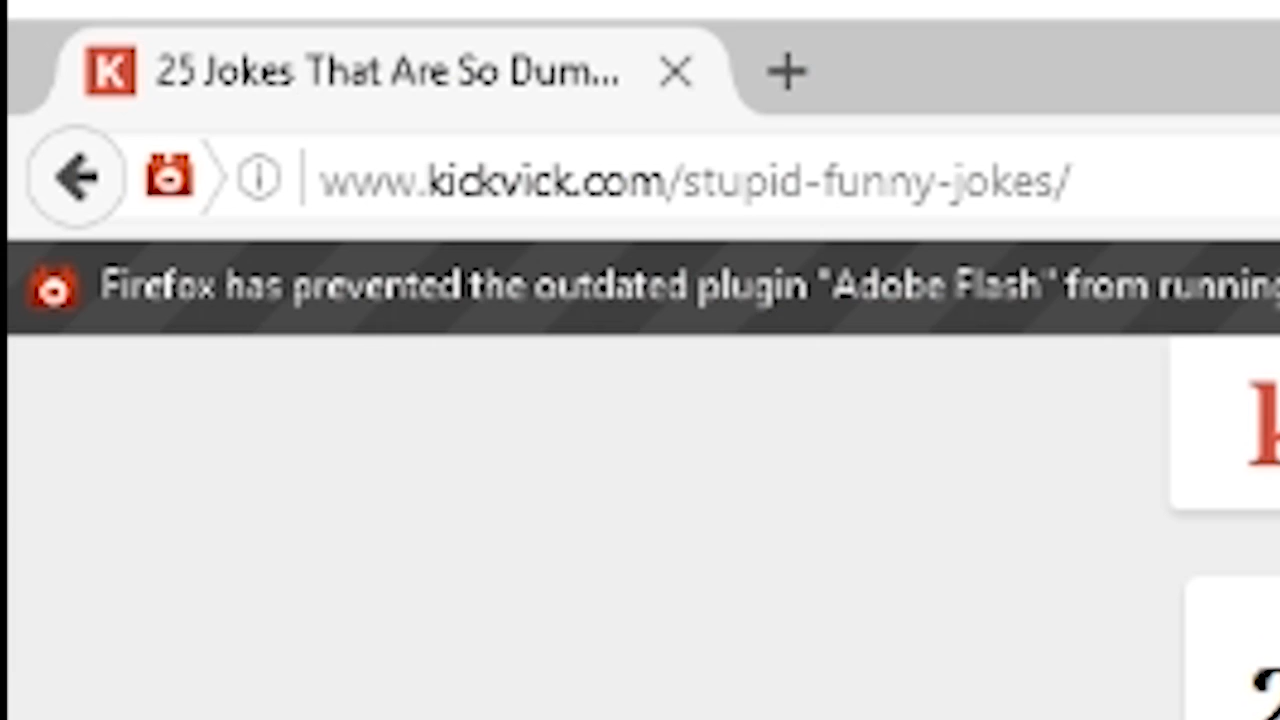 K 25 Jokes That Are So Dum...
www.kickvick.com/stupid-funny-jokes/
Firefox has prevented the outdated plugin "Adobe Flash" from running
k
2